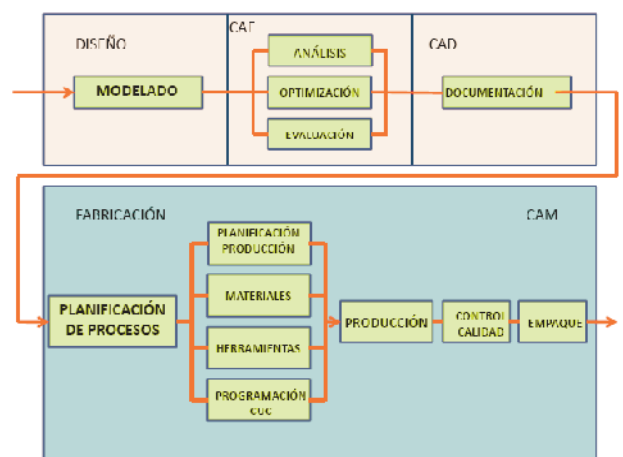 DISEÑO
CAE
CAD
MODELADO
ANÁLISIS
OPTIMIZACIÓN
EVALUACIÓN
DOCUMENTACIÓN
FABRICACIÓN
CAM
PLANIFICACIÓN
DE PROCESOS
PLANIFICACIÓN
PRODUCCIÓN
MATERIALES
HERRAMIENTAS
PROGRAMACIÓN
PRODUCCIÓN
CONTROL
CALIDAD
EMPAQUE